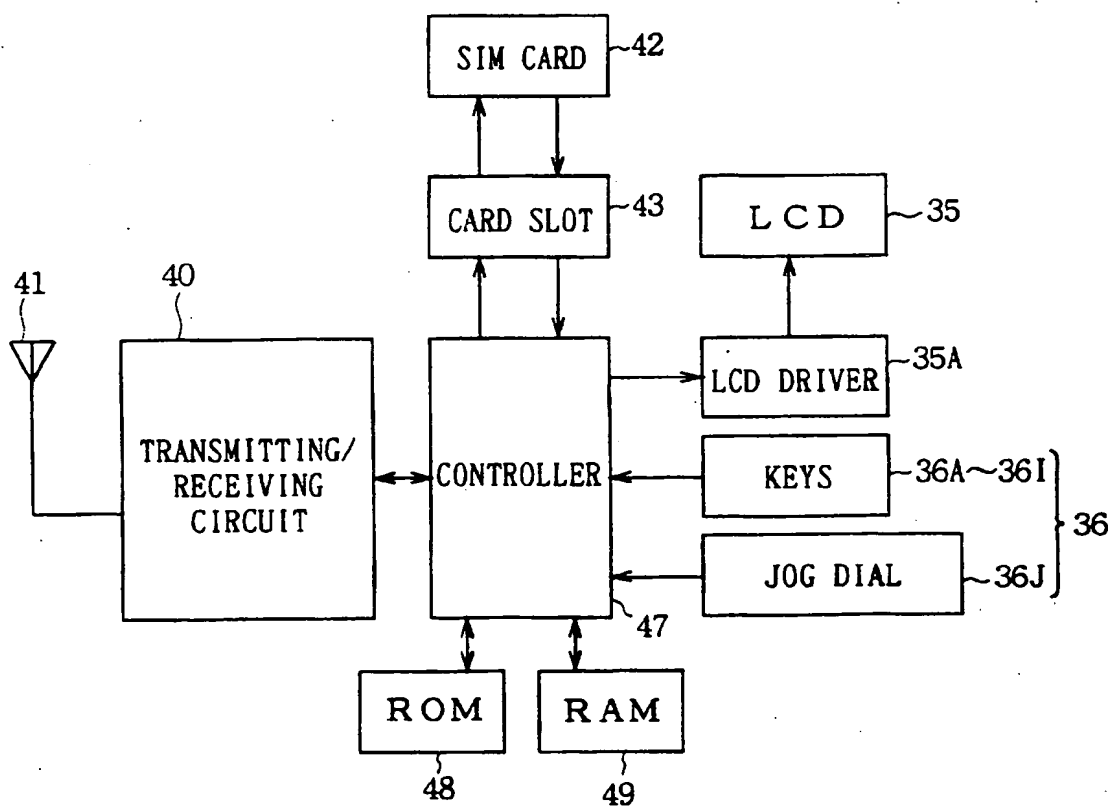 SIM CARD
42
CARD SLOT
43
LCD
35
41
40
TRANSMITTING/
RECEIVING
CIRCUIT
CONTROLLER
47
LCD DRIVER
35A
KEYS
36A～36I
36
JOG DIAL
36J
ROM
48
RAM
49